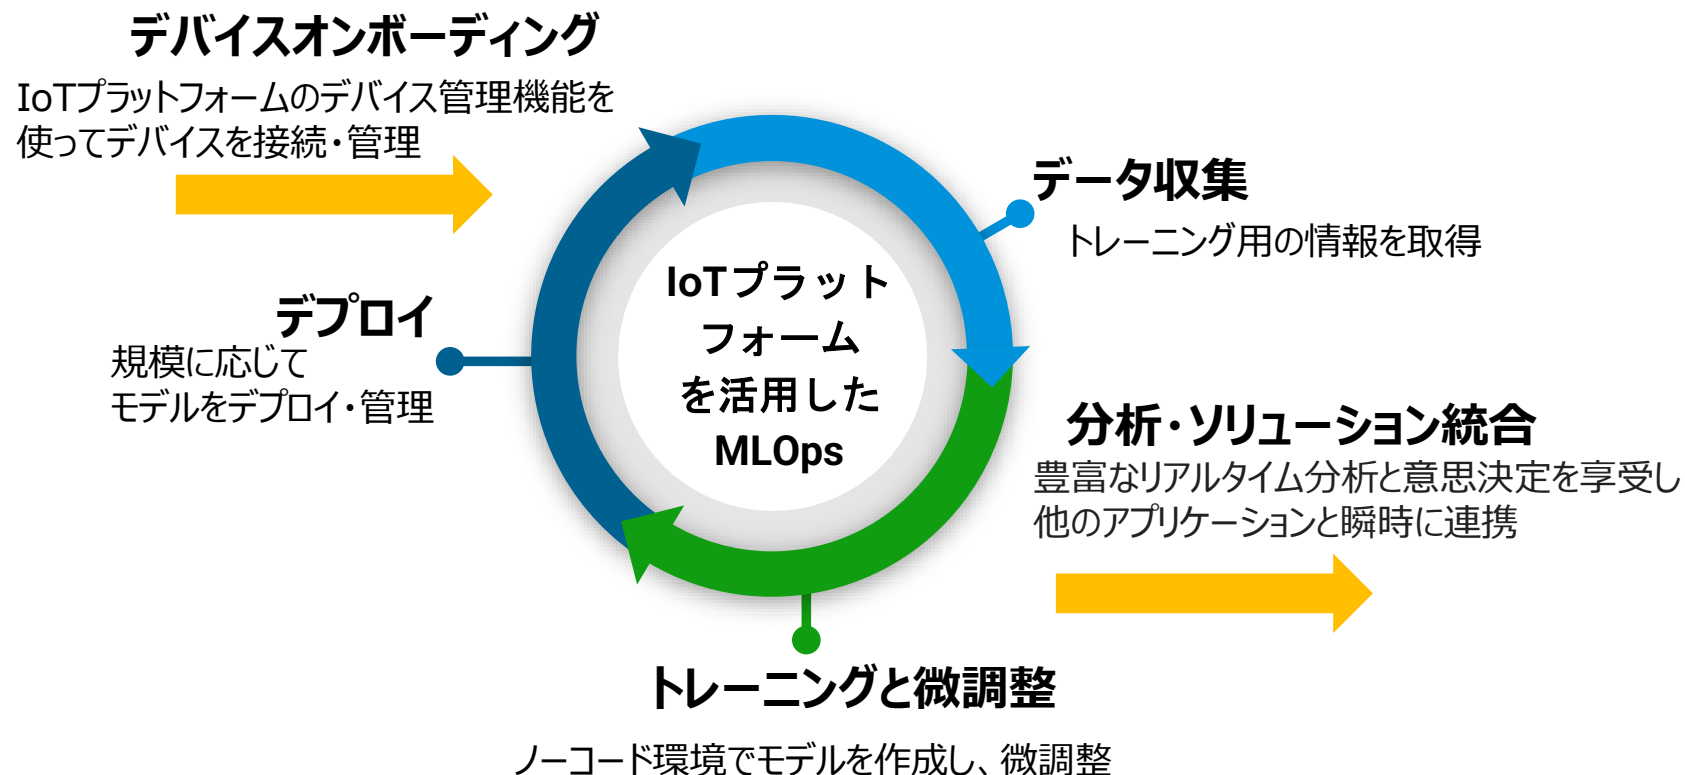 デバイスオンボーディング
IoTプラットフォームのデバイス管理機能を
使ってデバイスを接続・管理
データ収集
トレーニング用の情報を取得
IoTプラット
フォーム
を活用した
MLOps
デプロイ
規模に応じて
モデルをデプロイ・管理
分析・ソリューション統合
豊富なリアルタイム分析と意思決定を享受し
他のアプリケーションと瞬時に連携
トレーニングと微調整
ノーコード環境でモデルを作成し、微調整